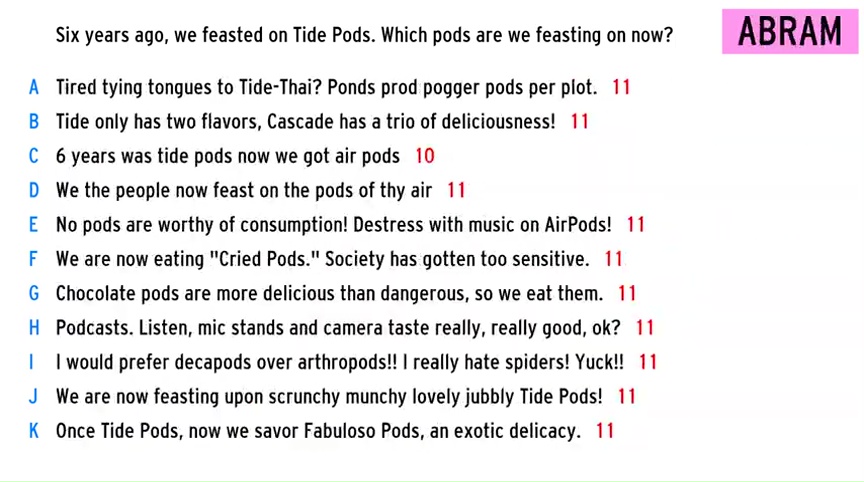 Six years ago, we feasted on Tide Pods. Which pods are we feasting on now?
ABRAM
A Tired tying tongues to Tide-Thai? Ponds prod pogger pods per plot. 11
B Tide only has two flavors, Cascade has a trio of deliciousness! 11
C 6 years was tide pods now we got air pods 10
D We the people now feast on the pods of thy air 11
E No pods are worthy of consumption! Destress with music on AirPods! 11
F We are now eating "Cried Pods." Society has gotten too sensitive. 11
G Chocolate pods are more delicious than dangerous, so we eat them. 11
H Podcasts. Listen, mic stands and camera taste really, really good, ok? 11
I I would prefer decapods over arthropods!! I really hate spiders! Yuck!! 11
J We are now feasting upon scrunchy munchy lovely jubbly Tide Pods! 11
K Once Tide Pods, now we savor Fabuloso Pods, an exotic delicacy. 11